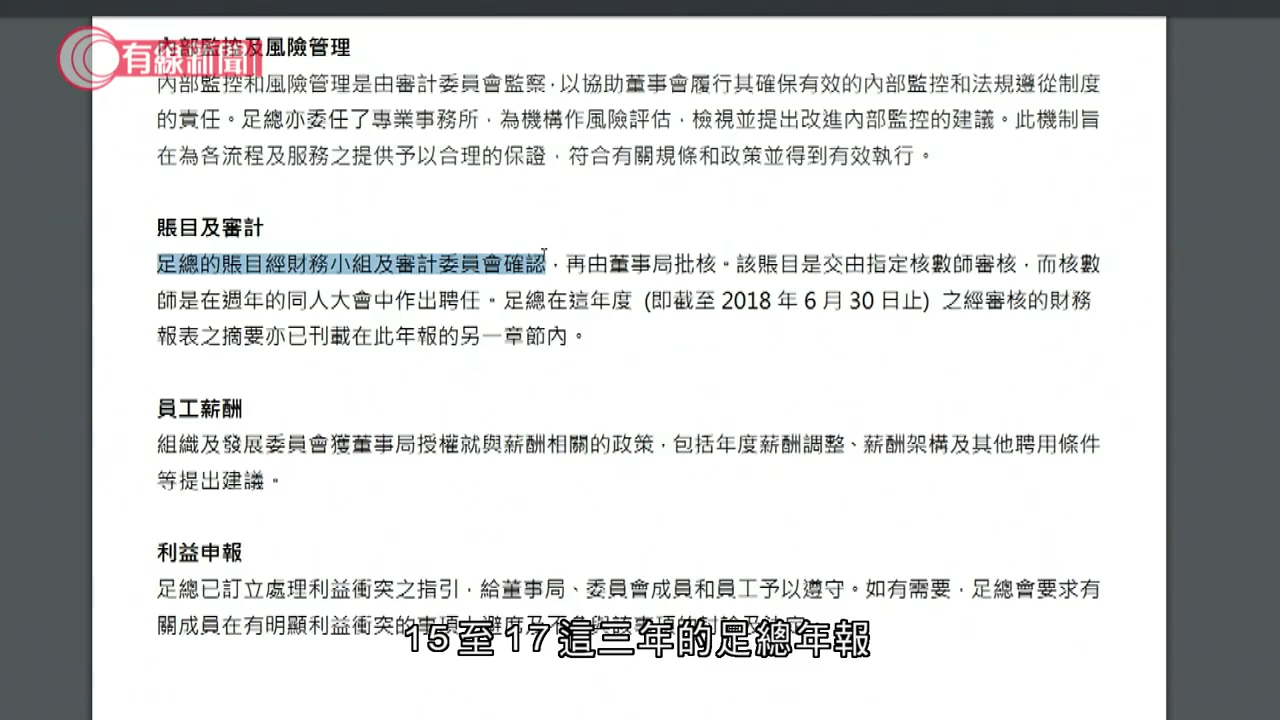 有線新聞
內部監控及風險管理
內部監控和風險管理是由審計委員會監察，以協助董事會履行其確保有效的內部監控和法規遵從制度
的責任。足總亦委任了專業事務所，為機構作風險評估，檢視並提出改進內部監控的建議。此機制旨
在為各流程及服務之提供予以合理的保證，符合有關規條和政策並得到有效執行。
賬目及審計
足總的賬目經財務小組及審計委員會確認，再由董事局批核。該賬目是交由指定核數師審核，而核數
師是在週年的同人大會中作出聘任。足總在這年度 (即截至 2018 年 6 月 30 日止) 之經審核的財務
報表之摘要亦已刊載在此年報的另一章節內。
員工薪酬
組織及發展委員會獲董事局授權就與薪酬相關的政策，包括年度薪酬調整、薪酬架構及其他聘用條件
等提出建議。
利益申報
足總已訂立處理利益衝突之指引，給董事局、委員會成員和員工予以遵守。如有需要，足總會要求有
關成員在有明顯利益衝突的事項上避席及不參與該事項的討論及決定
15至17這三年的足總年報